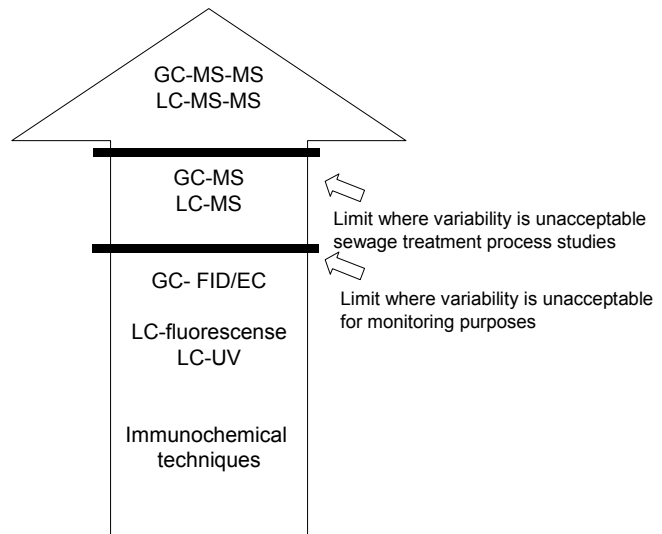 GC-MS-MS
LC-MS-MS
GC-MS
LC-MS
Limit where variability is unacceptable
sewage treatment process studies
GC- FID/EC
Limit where variability is unacceptable
for monitoring purposes
LC-fluorescense
LC-UV
Immunochemical
techniques